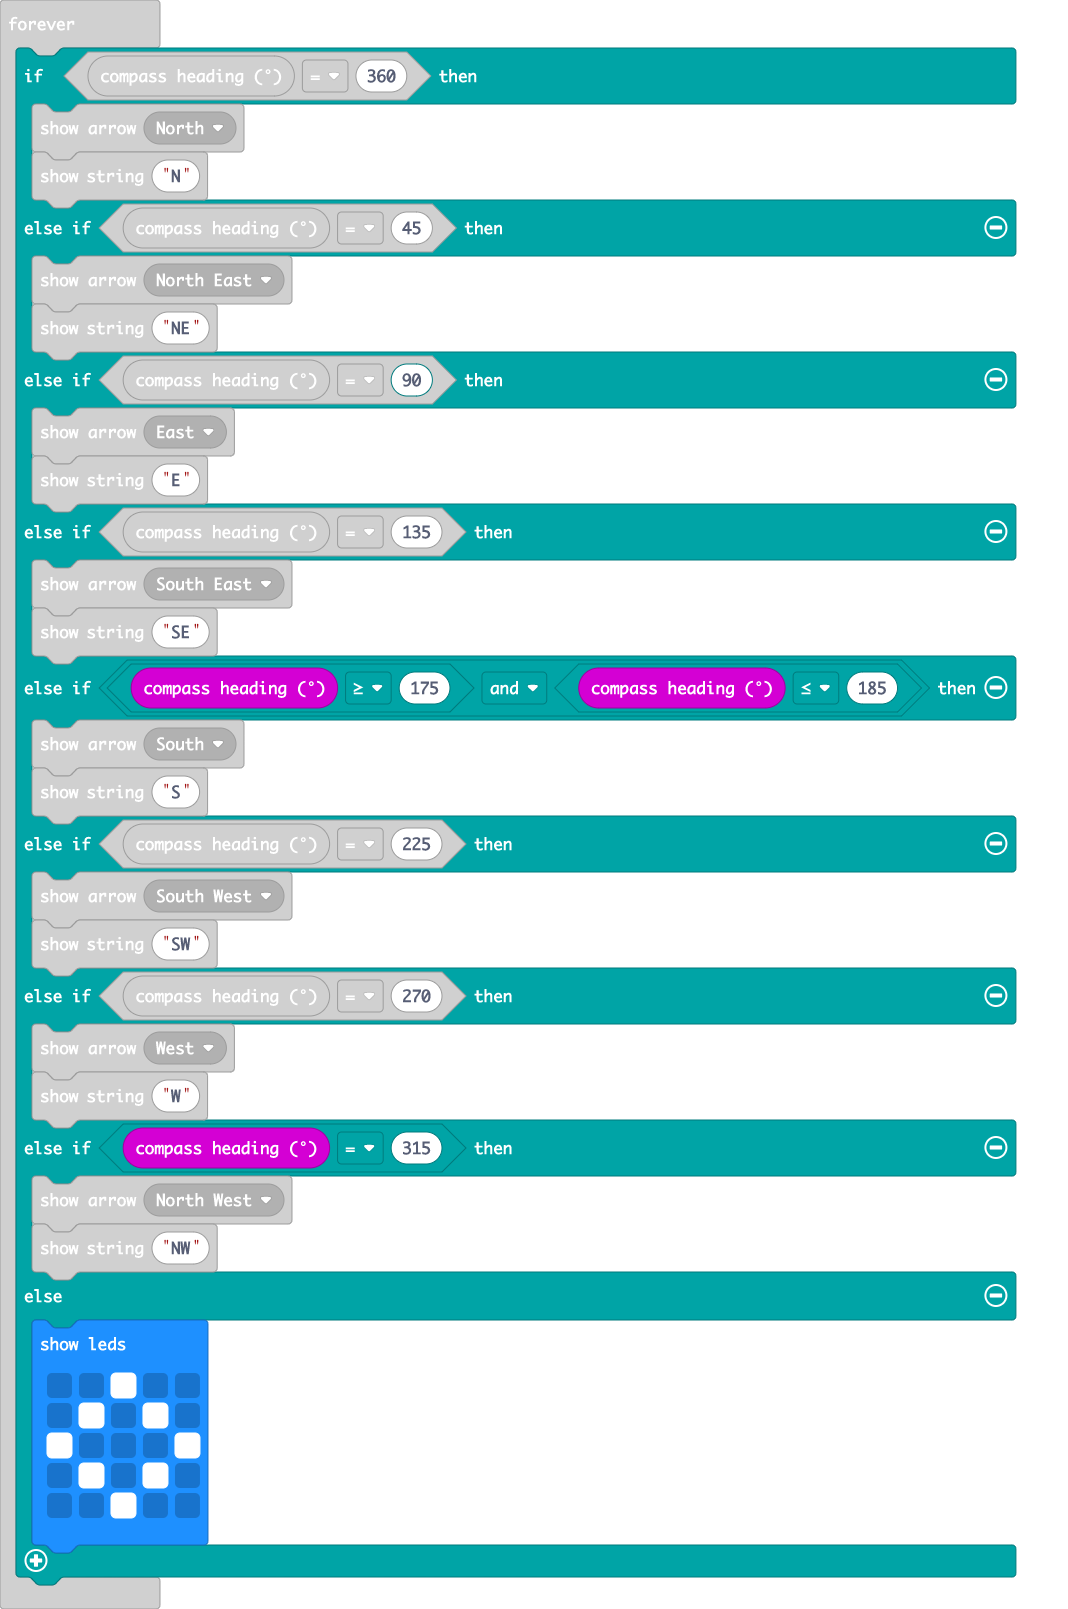 forever
if compass heading (°) = 360 then
show arrow North
show string "N"
else if compass heading (°) = 45 then
show arrow North East
show string "NE"
else if compass heading (°) = 90 then
show arrow East
show string "E"
else if compass heading (°) = 135 then
show arrow South East
show string "SE"
else if compass heading (°) ≥ 175 and compass heading (°) ≤ 185 then
show arrow South
show string "S"
else if compass heading (°) = 225 then
show arrow South West
show string "SW"
else if compass heading (°) = 270 then
show arrow West
show string "W"
else if compass heading (°) = 315 then
show arrow North West
show string "NW"
else
show leds